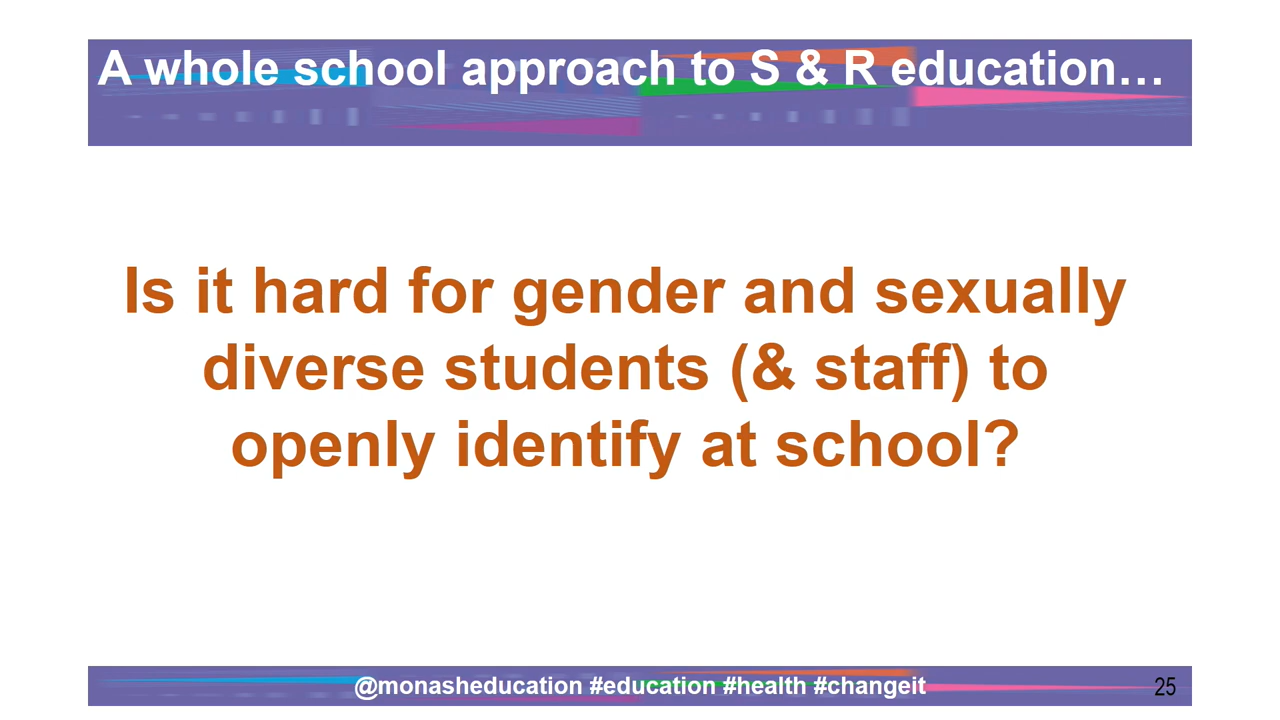 A whole school approach to S & R education…
Is it hard for gender and sexually
diverse students (& staff) to
openly identify at school?
@monasheducation #education #health #changeit
25